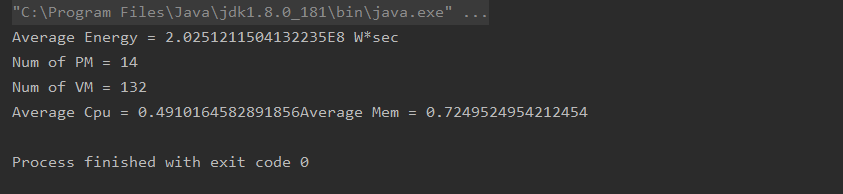 "C:\Program Files\Java\jdk1.8.0_181\bin\java.exe" ...
Average Energy = 2.0251211504132235E8 W*sec
Num of PM = 14
Num of VM = 132
Average Cpu = 0.4910164582891856Average Mem = 0.7249524954212454
Process finished with exit code 0